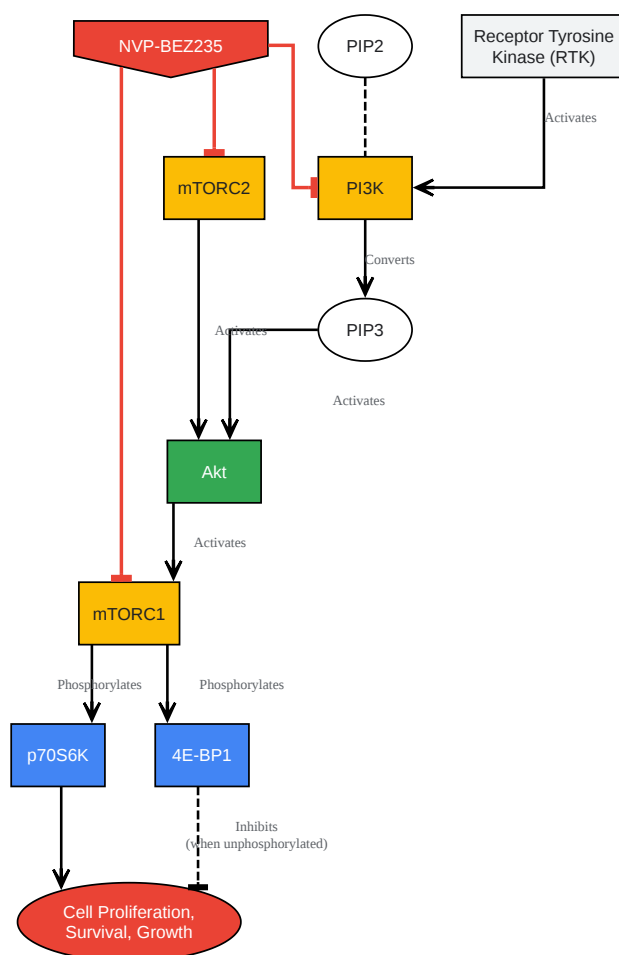 NVP-BEZ235
PIP2
Receptor Tyrosine
Kinase (RTK)
Activates
mTORC2
PI3K
Converts
Activates
PIP3
Activates
Akt
Activates
mTORC1
Phosphorylates
Phosphorylates
p70S6K
4E-BP1
Inhibits
(when unphosphorylated)
Cell Proliferation,
Survival, Growth